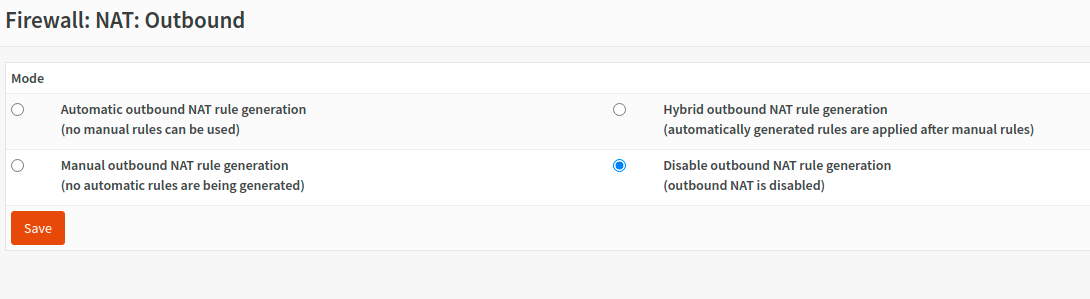 Firewall: NAT: Outbound
Mode
Automatic outbound NAT rule generation
(no manual rules can be used)
Hybrid outbound NAT rule generation
(automatically generated rules are applied after manual rules)
Manual outbound NAT rule generation
(no automatic rules are being generated)
Disable outbound NAT rule generation
(outbound NAT is disabled)
Save